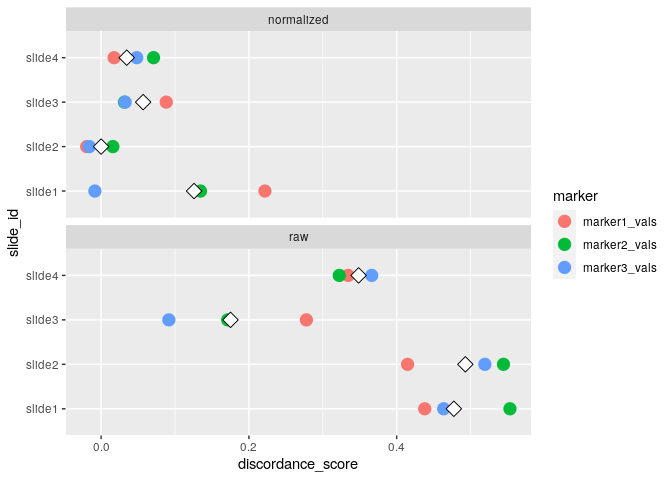 normalized
slide4
slide3
slide2
slide1
raw
slide4
slide3
slide2
slide1
0.0 0.2 0.4
discordance_score
slide_id
marker
marker1_vals
marker2_vals
marker3_vals